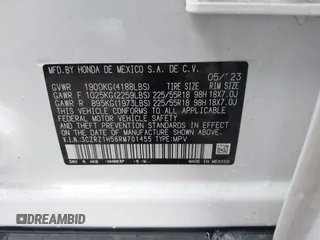 MFD.BY HONDA DE MEXICO S.A. DE C.V.
05/'23
GVWR 1900KG(4188LBS) TIRE SIZE RIM SIZE
GAWR F 1025KG(2259LBS) 225/55R18 98H 18X7.0J
GAWR R 895KG(1973LBS) 225/55R18 98H 18X7.0J
THIS VEHICLE CONFORMS TO ALL APPLICABLE
FEDERAL MOTOR VEHICLE SAFETY
STANDARDS IN EFFECT ON THE DATE OF
MANUFACTURE SHOWN ABOVE.
V.I.N.:3CZRZ1H56RM701455 TYPE:MPV
MADE IN MEXICO
DREAMBID